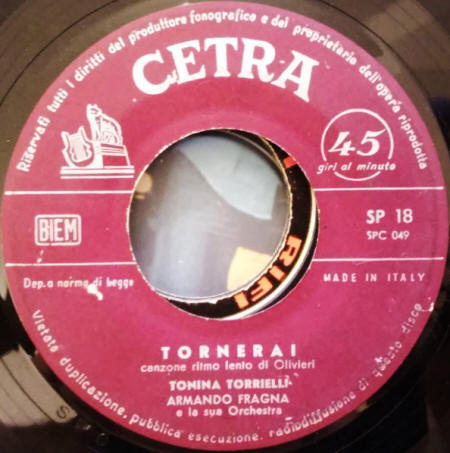 Riservati tutti i diritti del produttore fonografico e del proprietario dell'opera riprodotta
CETRA
45
giri al minuto
BIEM
SP 18
SPC 049
Dep. a norma di legge
MADE IN ITALY
RIFI
TORNERAI
canzone ritmo lento di Olivieri
TONINA TORRIELLI
ARMANDO FRAGNA
e la sua Orchestra
Vietata duplicazione, pubblica esecuzione, radiodiffusione di questo disco